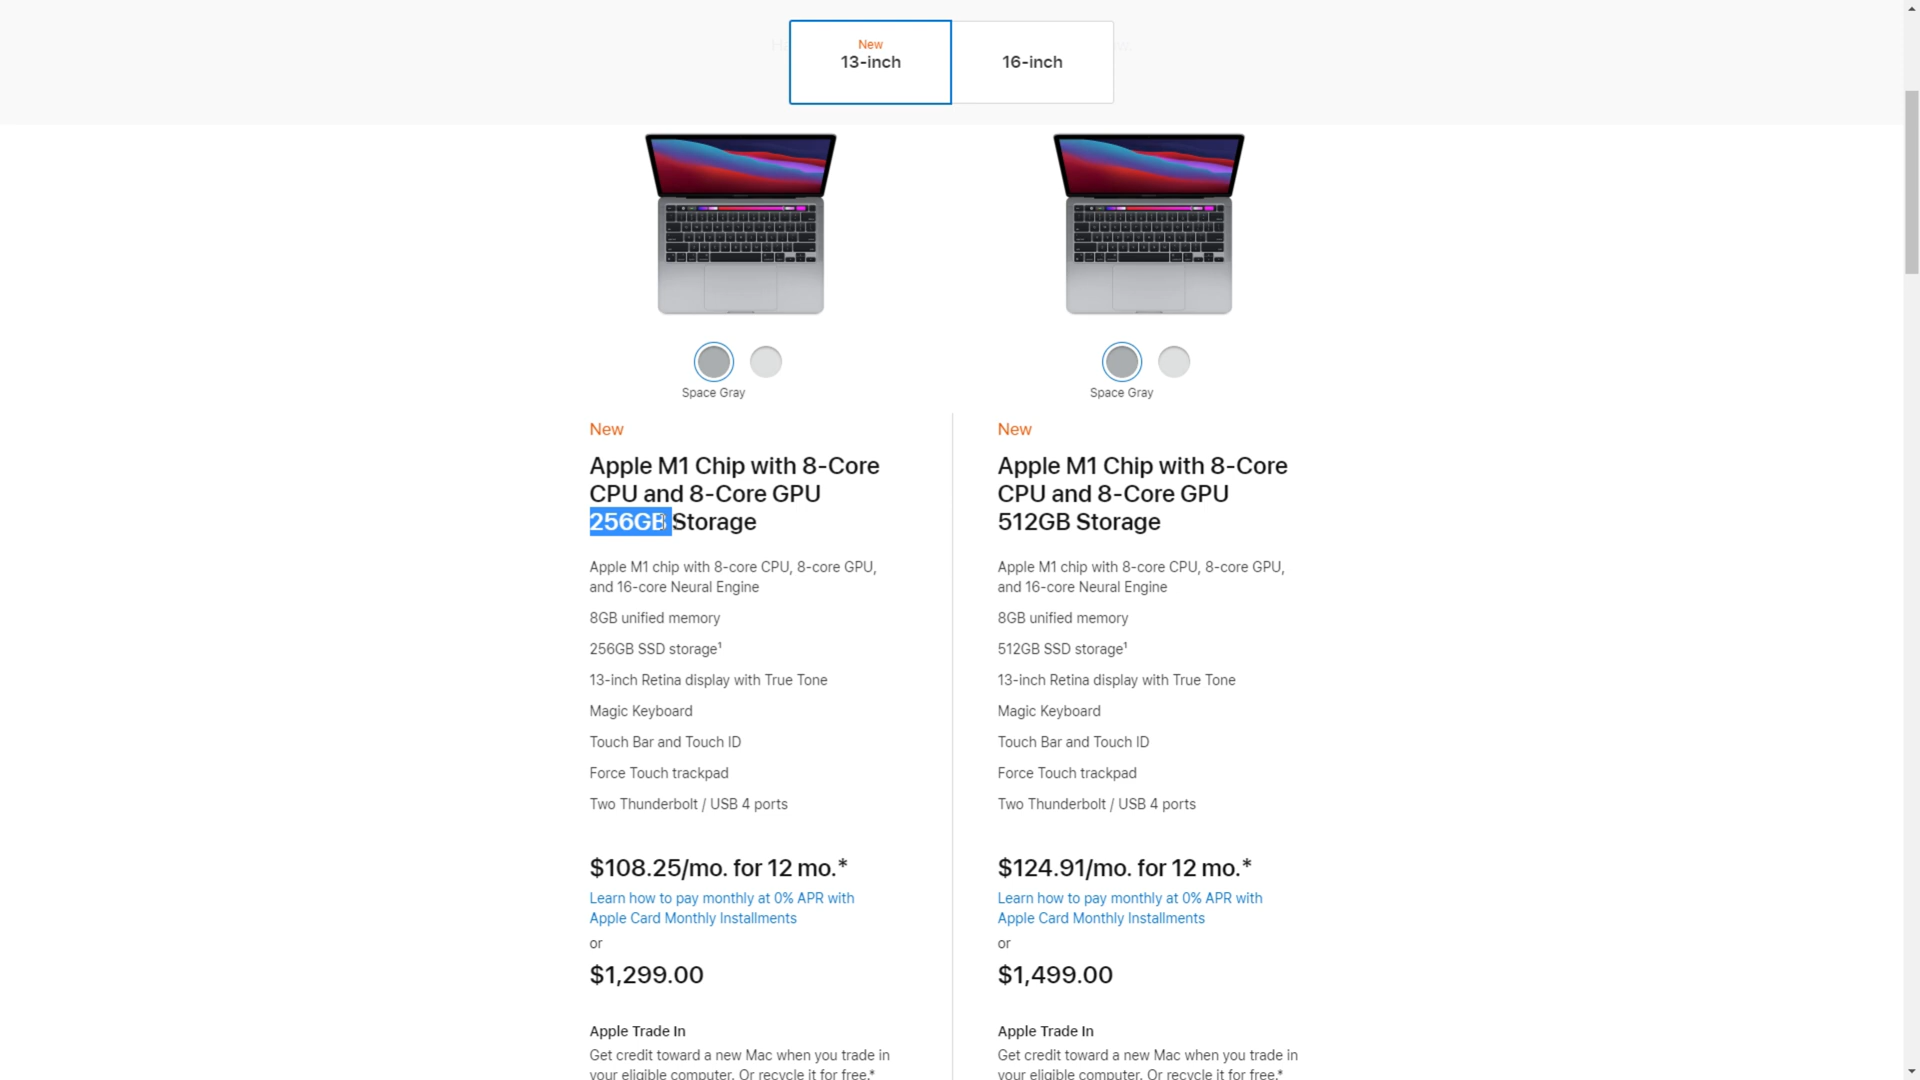 New
13-inch
16-inch
Space Gray
Space Gray
New
Apple M1 Chip with 8-Core
CPU and 8-Core GPU
256GB Storage
Apple M1 chip with 8-core CPU, 8-core GPU,
and 16-core Neural Engine
8GB unified memory
256GB SSD storage¹
13-inch Retina display with True Tone
Magic Keyboard
Touch Bar and Touch ID
Force Touch trackpad
Two Thunderbolt / USB 4 ports
$108.25/mo. for 12 mo.*
Learn how to pay monthly at 0% APR with
Apple Card Monthly Installments
or
$1,299.00
Apple Trade In
Get credit toward a new Mac when you trade in
your eligible computer. Or recycle it for free.*
New
Apple M1 Chip with 8-Core
CPU and 8-Core GPU
512GB Storage
Apple M1 chip with 8-core CPU, 8-core GPU,
and 16-core Neural Engine
8GB unified memory
512GB SSD storage¹
13-inch Retina display with True Tone
Magic Keyboard
Touch Bar and Touch ID
Force Touch trackpad
Two Thunderbolt / USB 4 ports
$124.91/mo. for 12 mo.*
Learn how to pay monthly at 0% APR with
Apple Card Monthly Installments
or
$1,499.00
Apple Trade In
Get credit toward a new Mac when you trade in
your eligible computer. Or recycle it for free.*